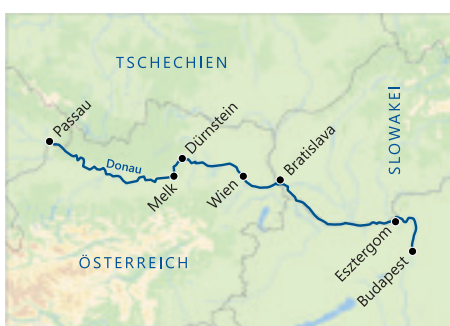 TSCHECHIEN
SLOWAKEI
Passau
Dürnstein
Bratislava
Donau
Melk
Wien
Esztergom
Budapest
ÖSTERREICH